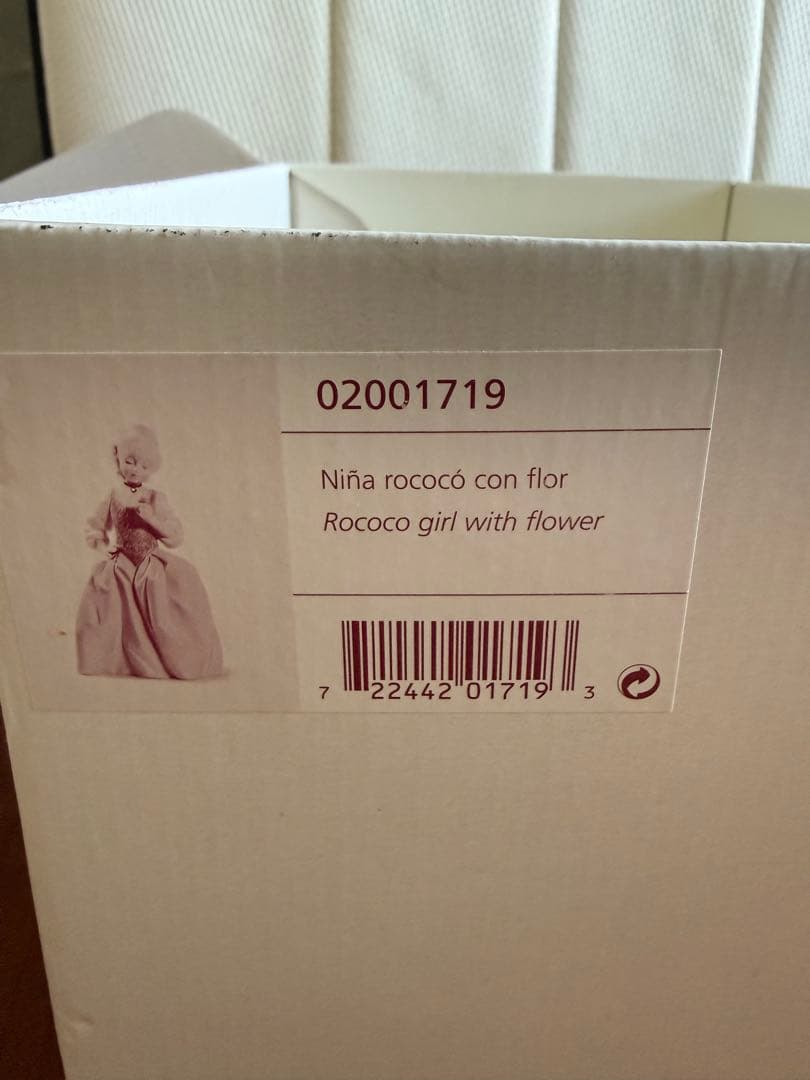 02001719
Niña rococó con flor
Rococo girl with flower
7 22442 01719 3